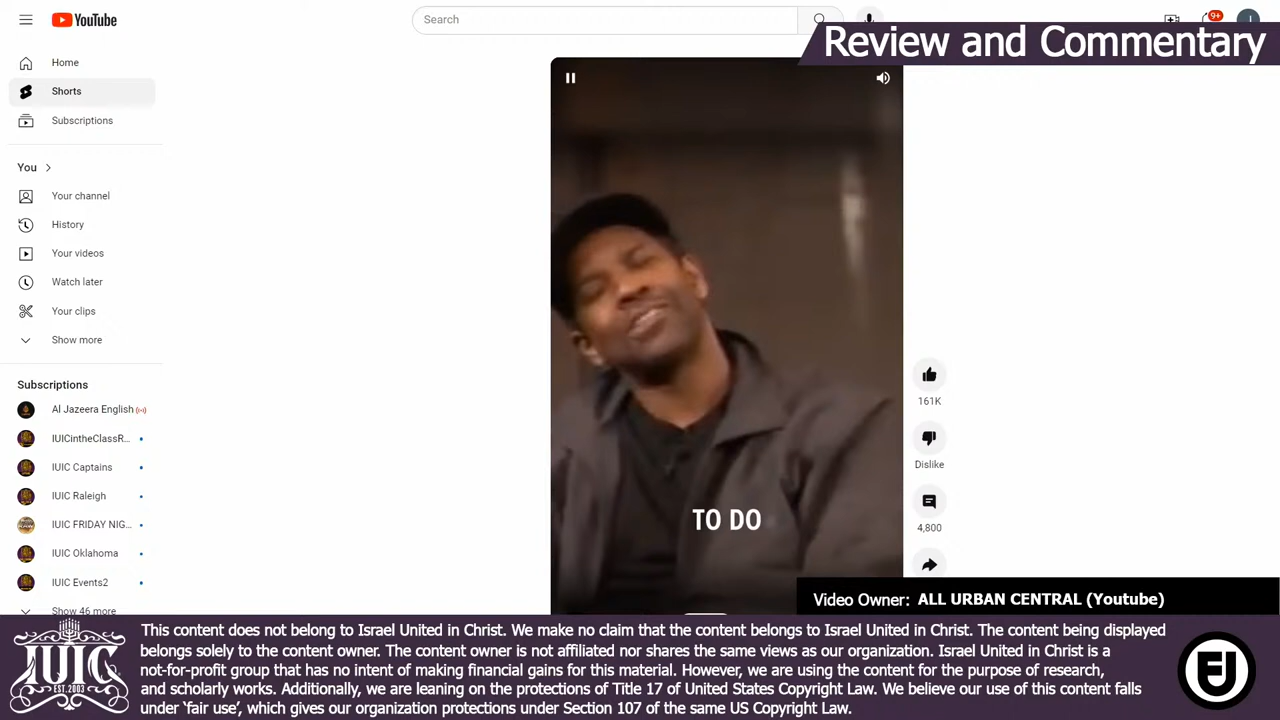 YouTube
Search
9+
Review and Commentary
Home
Shorts
Subscriptions
You
Your channel
History
Your videos
Watch later
Your clips
Show more
Subscriptions
Al Jazeera English
IUICintheClassR...
IUIC Captains
IUIC Raleigh
IUIC FRIDAY NIG...
IUIC Oklahoma
IUIC Events2
Show 46 more
161K
Dislike
4,800
TO DO
Video Owner: ALL URBAN CENTRAL (Youtube)
This content does not belong to Israel United in Christ. We make no claim that the content belongs to Israel United in Christ. The content being displayed
belongs solely to the content owner. The content owner is not affiliated nor shares the same views as our organization. Israel United in Christ is a
not-for-profit group that has no intent of making financial gains for this material. However, we are using the content for the purpose of research,
and scholarly works. Additionally, we are leaning on the protections of Title 17 of United States Copyright Law. We believe our use of this content falls
under ‘fair use’, which gives our organization protections under Section 107 of the same US Copyright Law.
IUIC
EST.2003